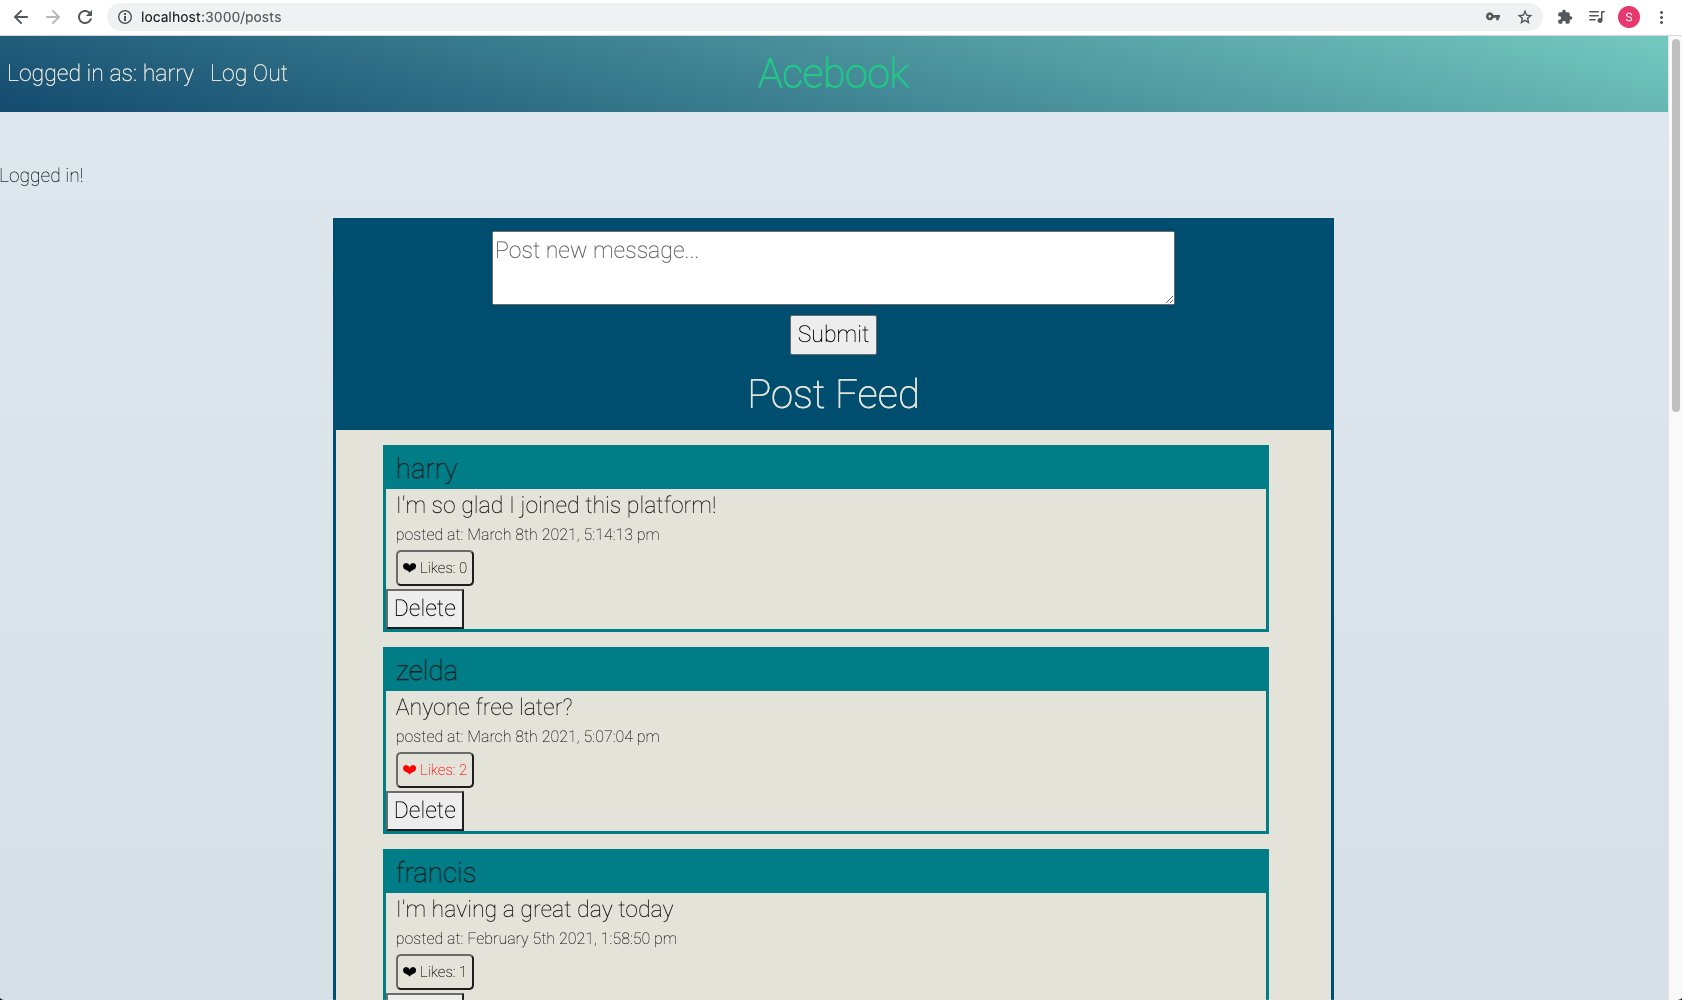 localhost:3000/posts
S
Logged in as: harry Log Out
Acebook
Logged in!
Post new message...
Submit
Post Feed
harry
I'm so glad I joined this platform!
posted at: March 8th 2021, 5:14:13 pm
❤ Likes: 0
Delete
zelda
Anyone free later?
posted at: March 8th 2021, 5:07:04 pm
❤ Likes: 2
Delete
francis
I'm having a great day today
posted at: February 5th 2021, 1:58:50 pm
❤ Likes: 1